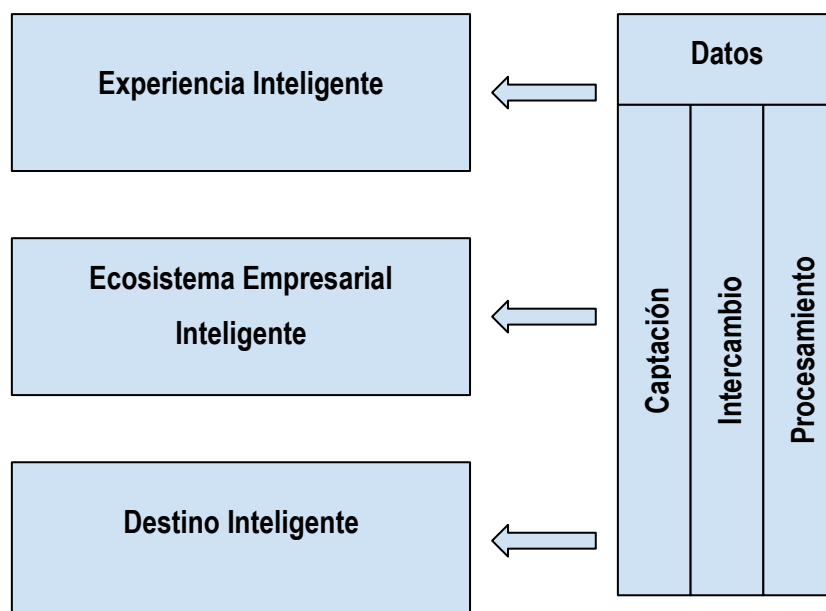 Experiencia Inteligente
Datos
Ecosistema Empresarial
Inteligente
Destino Inteligente
Captación
Intercambio
Procesamiento